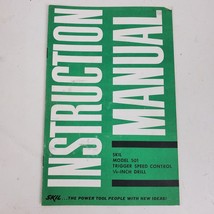 INSTRUCTION
MANUAL
SKIL
MODEL 501
TRIGGER SPEED CONTROL
½-INCH DRILL
SKIL ...THE POWER TOOL PEOPLE WITH NEW IDEAS!